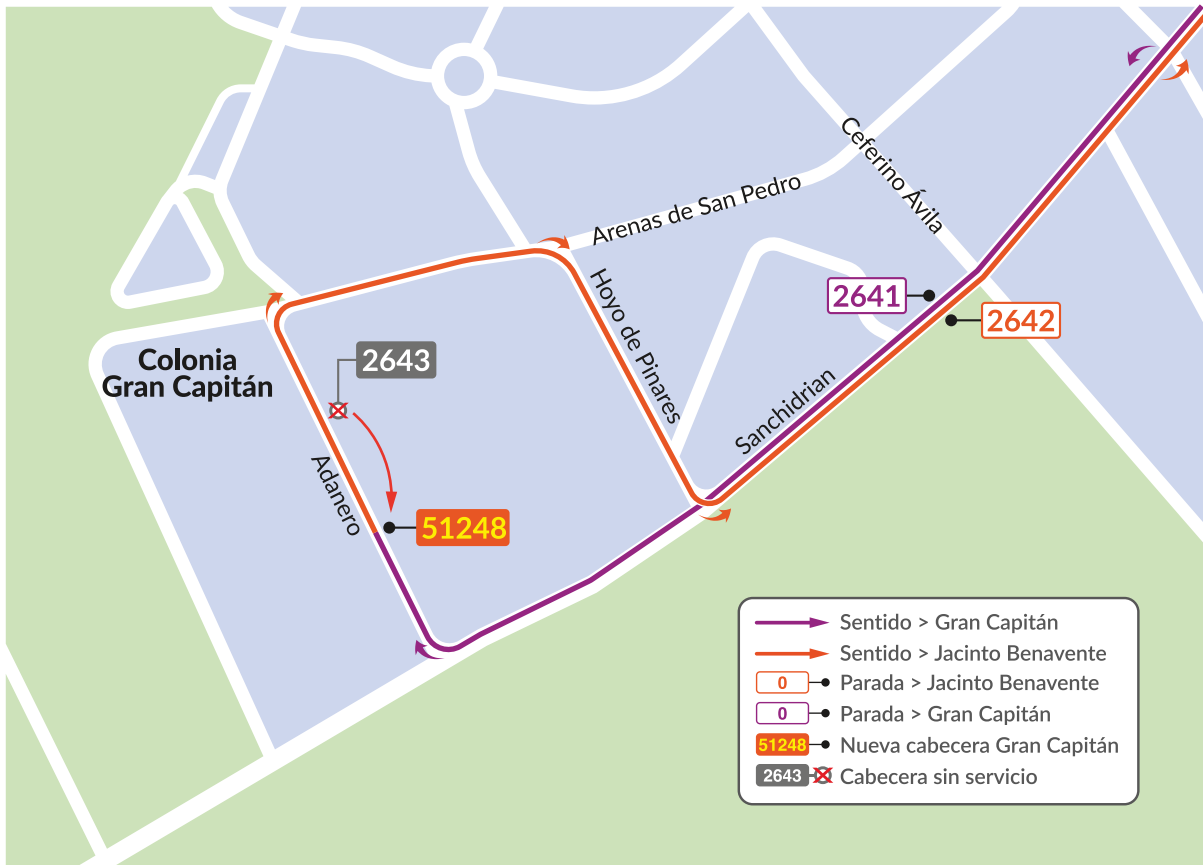 Ceferino Ávila
Arenas de San Pedro
Hoyo de Pinares
2641
2642
Colonia
Gran Capitán
2643
Sanchidrian
Adanero
51248
Sentido > Gran Capitán
Sentido > Jacinto Benavente
0 Parada > Jacinto Benavente
0 Parada > Gran Capitán
51248 Nueva cabecera Gran Capitán
2643 Cabecera sin servicio